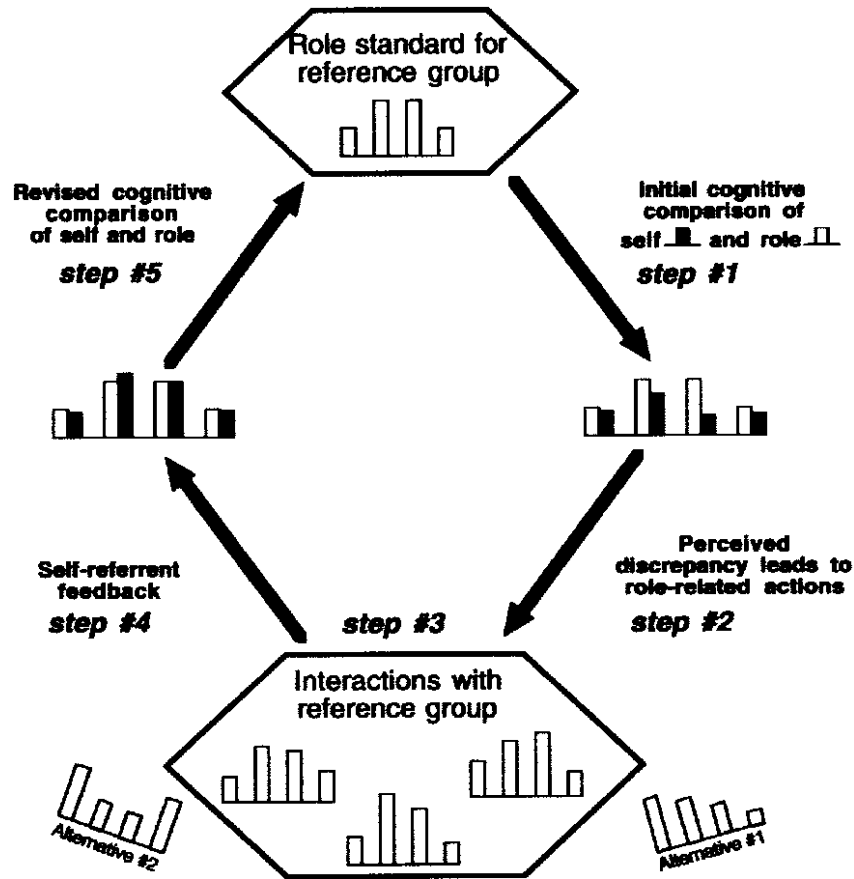 Role standard for
reference group
Revised cognitive
comparison
of self and role
step #5
Initial cognitive
comparison of
self and role
step #1
Self-referrent
feedback
step #4
Perceived
discrepancy leads to
role-related actions
step #2
step #3
Interactions with
reference group
Alternative #2
Alternative #1